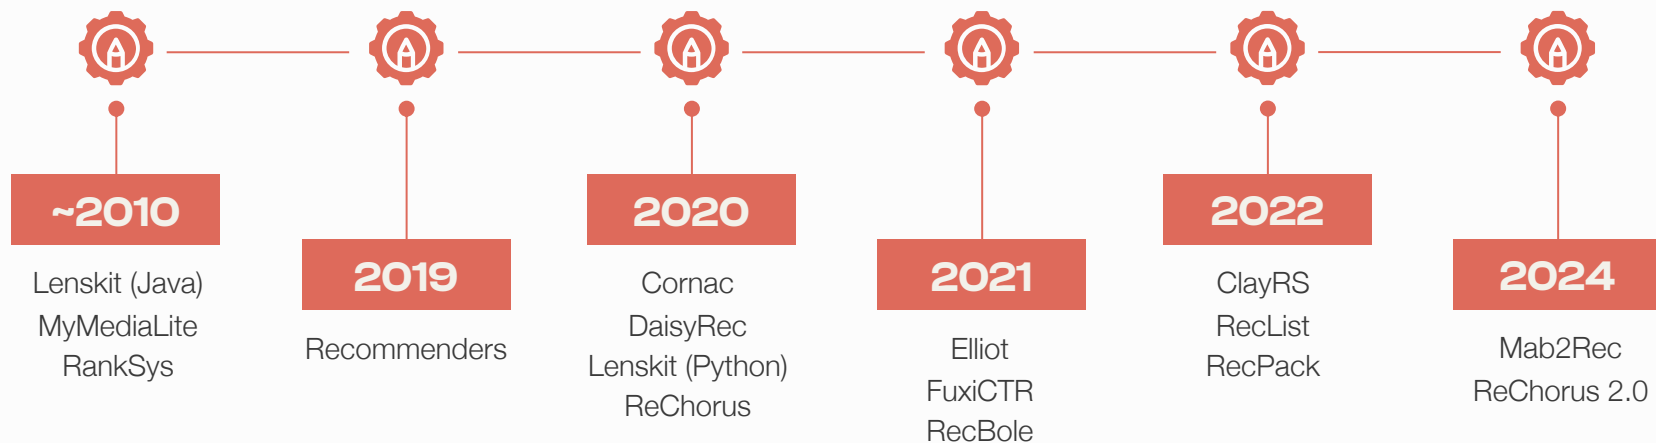 ~2010
Lenskit (Java)
MyMediaLite
RankSys
2019
Recommenders
2020
Cornac
DaisyRec
Lenskit (Python)
ReChorus
2021
Elliot
FuxiCTR
RecBole
2022
ClayRS
RecList
RecPack
2024
Mab2Rec
ReChorus 2.0